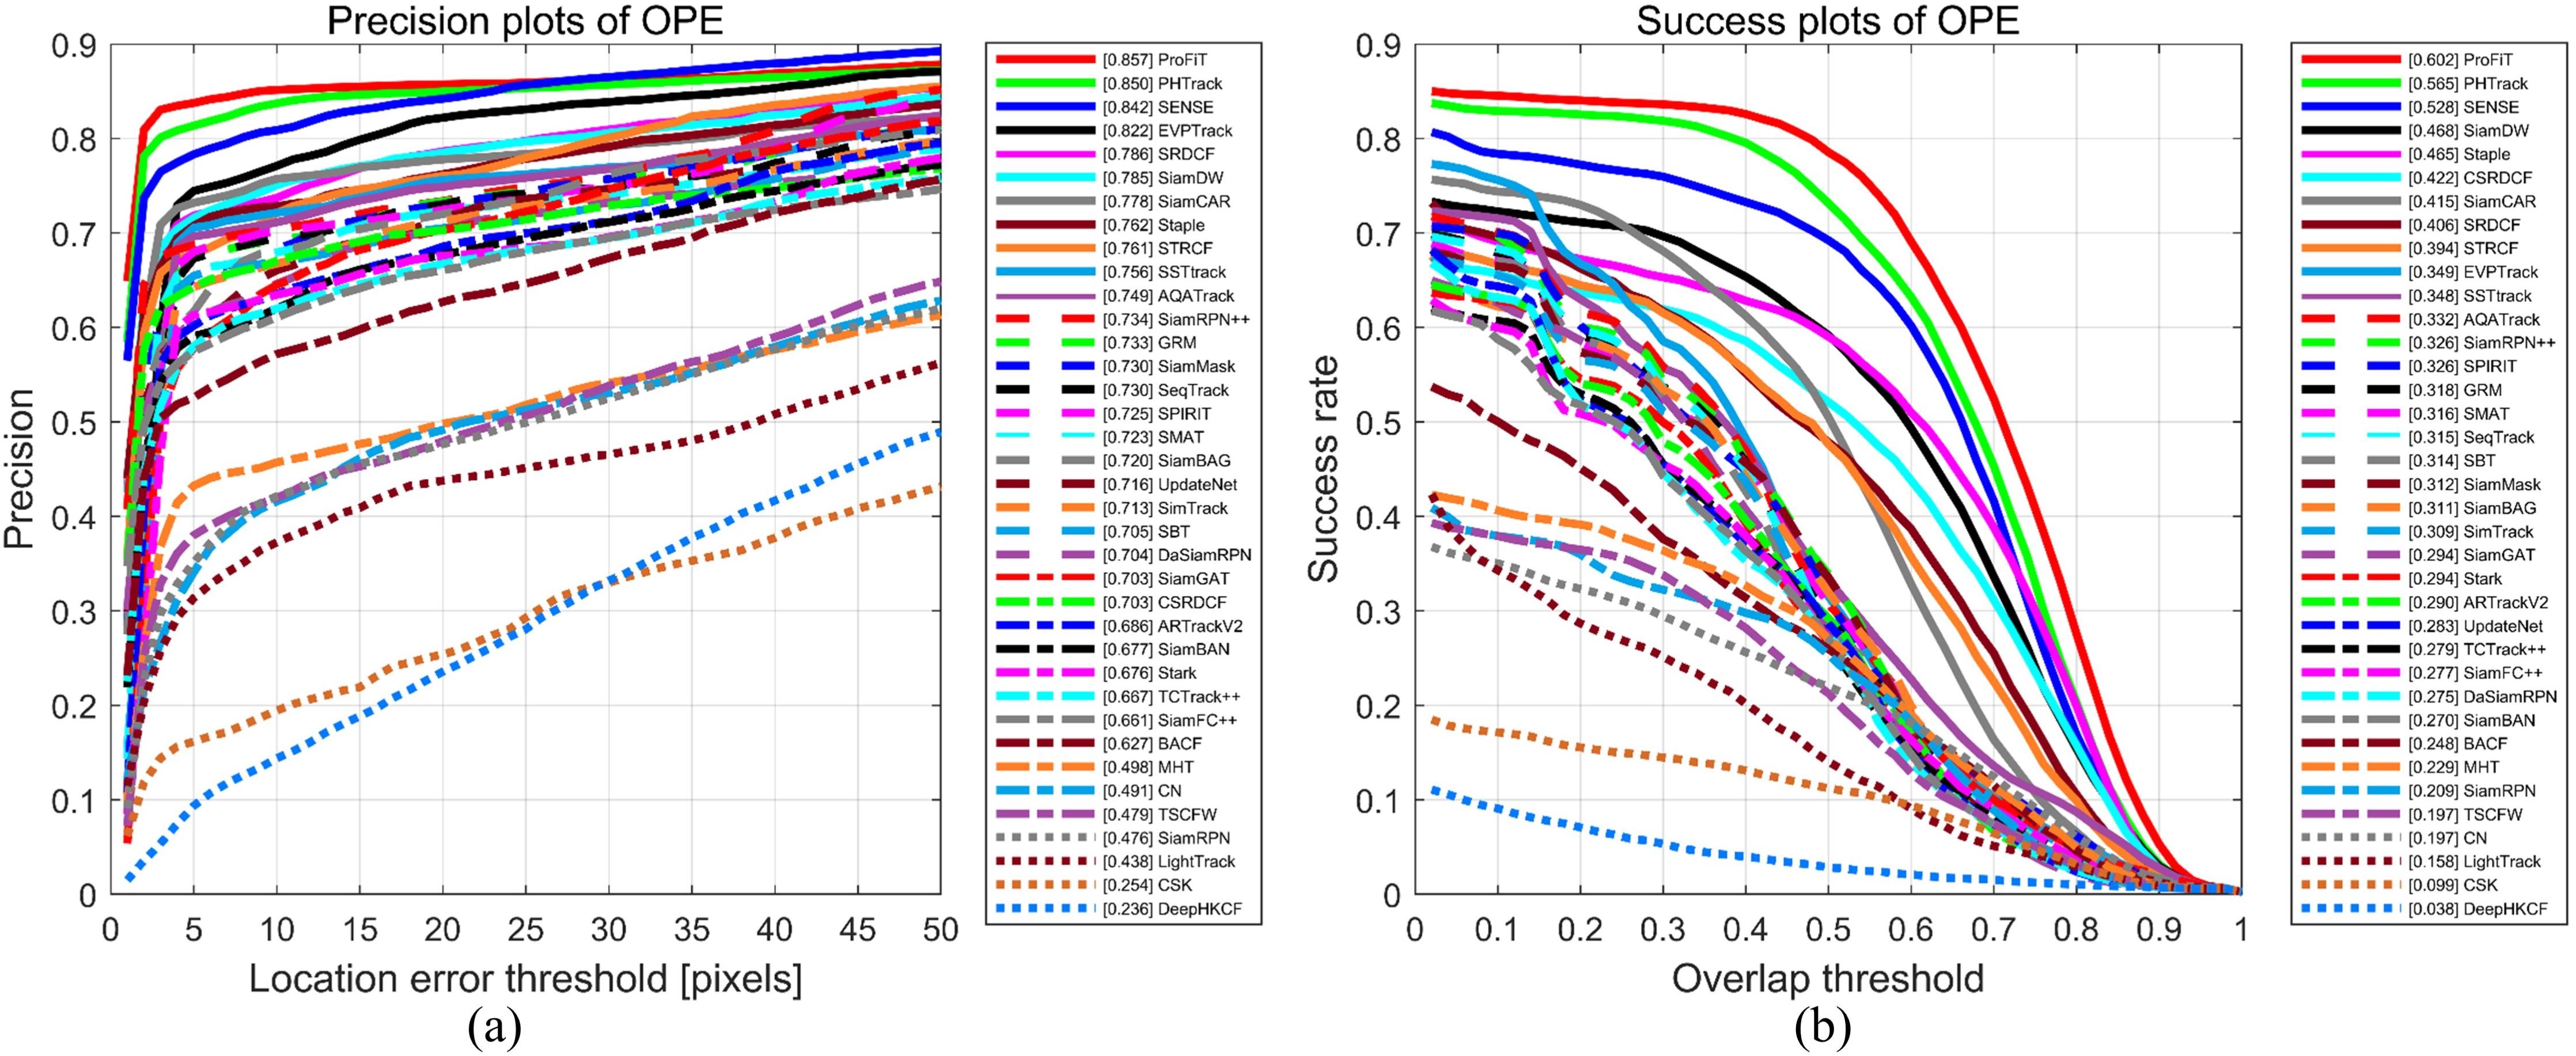 Precision plots of OPE
Precision
0.9
0.8
0.7
0.6
0.5
0.4
0.3
0.2
0.1
0
0 5 10 15 20 25 30 35 40 45 50
Location error threshold [pixels]
(a)
[0.857] ProFiT
[0.850] PHTrack
[0.842] SENSE
[0.822] EVPTrack
[0.786] SRDCF
[0.785] SiamDW
[0.778] SiamCAR
[0.762] Staple
[0.761] STRCF
[0.756] SSTtrack
[0.749] AQATrack
[0.734] SiamRPN++
[0.733] GRM
[0.730] SiamMask
[0.730] SeqTrack
[0.725] SPIRIT
[0.723] SMAT
[0.720] SiamBAG
[0.716] UpdateNet
[0.713] SimTrack
[0.705] SBT
[0.704] DaSiamRPN
[0.703] SiamGAT
[0.703] CSRDCF
[0.686] ARTrackV2
[0.677] SiamBAN
[0.676] Stark
[0.667] TCTrack++
[0.661] SiamFC++
[0.627] BACF
[0.498] MHT
[0.491] CN
[0.479] TSCFW
[0.476] SiamRPN
[0.438] LightTrack
[0.254] CSK
[0.236] DeepHKCF
Success plots of OPE
Success rate
0.9
0.8
0.7
0.6
0.5
0.4
0.3
0.2
0.1
0
0 0.1 0.2 0.3 0.4 0.5 0.6 0.7 0.8 0.9 1
Overlap threshold
(b)
[0.602] ProFiT
[0.565] PHTrack
[0.528] SENSE
[0.468] SiamDW
[0.465] Staple
[0.422] CSRDCF
[0.415] SiamCAR
[0.406] SRDCF
[0.394] STRCF
[0.349] EVPTrack
[0.348] SSTtrack
[0.332] AQATrack
[0.326] SiamRPN++
[0.326] SPIRIT
[0.318] GRM
[0.316] SMAT
[0.315] SeqTrack
[0.314] SBT
[0.312] SiamMask
[0.311] SiamBAG
[0.309] SimTrack
[0.294] SiamGAT
[0.294] Stark
[0.290] ARTrackV2
[0.283] UpdateNet
[0.279] TCTrack++
[0.277] SiamFC++
[0.275] DaSiamRPN
[0.270] SiamBAN
[0.248] BACF
[0.229] MHT
[0.209] SiamRPN
[0.197] TSCFW
[0.197] CN
[0.158] LightTrack
[0.099] CSK
[0.038] DeepHKCF